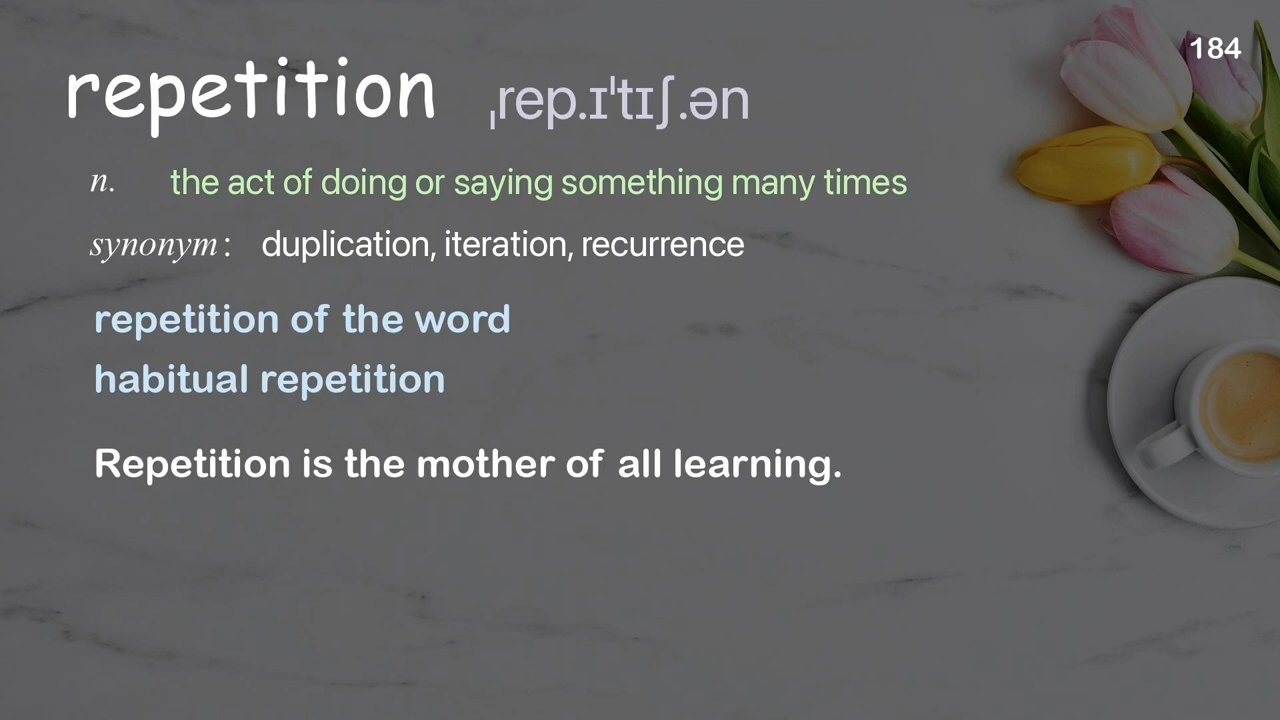 184
repetition ˌrep.ɪˈtɪʃ.ən
n. the act of doing or saying something many times
synonym: duplication, iteration, recurrence
repetition of the word
habitual repetition
Repetition is the mother of all learning.